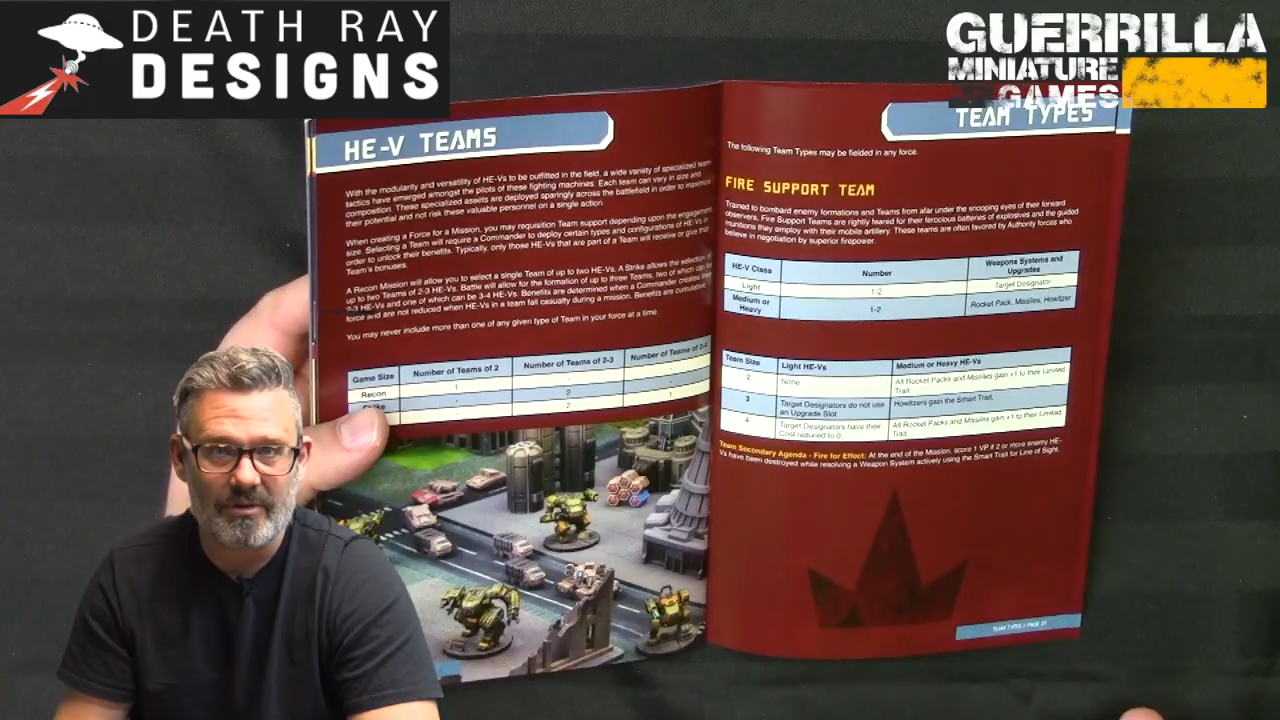 DEATH RAY
DESIGNS
GUERRILLA
MINIATURE
GAMES
HE-V TEAMS
With the modularity and versatility of HE-Vs to be outfitted in the field, a wide variety of specialized team
tactics have emerged amongst the pilots of these fighting machines. Each team can vary in size and
composition. These specialized assets are deployed sparingly across the battlefield in order to maximize
their potential and not risk these valuable personnel on a single action.
When creating a Force for a Mission, you may requisition Team support depending upon the engagement
size. Selecting a Team will require a Commander to deploy certain types and configurations of HE-Vs in
order to unlock their benefits. Typically, only those HE-Vs that are part of a Team will receive or give that
Team's bonuses.
A Recon Mission will allow you to select a single Team of up to two HE-Vs. A Strike allows the selection of
up to two Teams of 2-3 HE-Vs. Battle will allow for the formation of up to three Teams, two of which can be
2-3 HE-Vs and one of which can be 3-4 HE-Vs. Benefits are determined when a Commander creates their
force and are not reduced when HE-Vs in a team fall casualty during a mission. Benefits are cumulative.
You may never include more than one of any given type of Team in your force at a time.
Game Size Number of Teams of 2 Number of Teams of 2-3 Number of Teams of
Recon 1 - -
Strike - 2 -
- 2 1
TEAM TYPES
The following Team Types may be fielded in any force.
FIRE SUPPORT TEAM
Trained to bombard enemy formations and Teams from afar under the snooping eyes of their forward
observers, Fire Support Teams are rightly feared for their ferocious batteries of explosives and the guided
munitions they employ with their mobile artillery. These teams are often favored by Authority forces who
believe in negotiation by superior firepower.
HE-V Class Number Weapons Systems and
Upgrades
Light 1-2 Target Designator
Medium or
Heavy 1-2 Rocket Pack, Missiles, Howitzer
Team Size Light HE-Vs Medium or Heavy HE-Vs
2 None All Rocket Packs and Missiles gain +1 to their Limited
Trait.
3 Target Designators do not use
an Upgrade Slot Howitzers gain the Smart Trait.
4 Target Designators have their
Cost reduced to 0. All Rocket Packs and Missiles gain +1 to their Limited
Trait.
Team Secondary Agenda - Fire for Effect: At the end of the Mission, score 1 VP if 2 or more enemy HE-
Vs have been destroyed while resolving a Weapon System actively using the Smart Trait for Line of Sight.
TEAM TYPES / PAGE 31